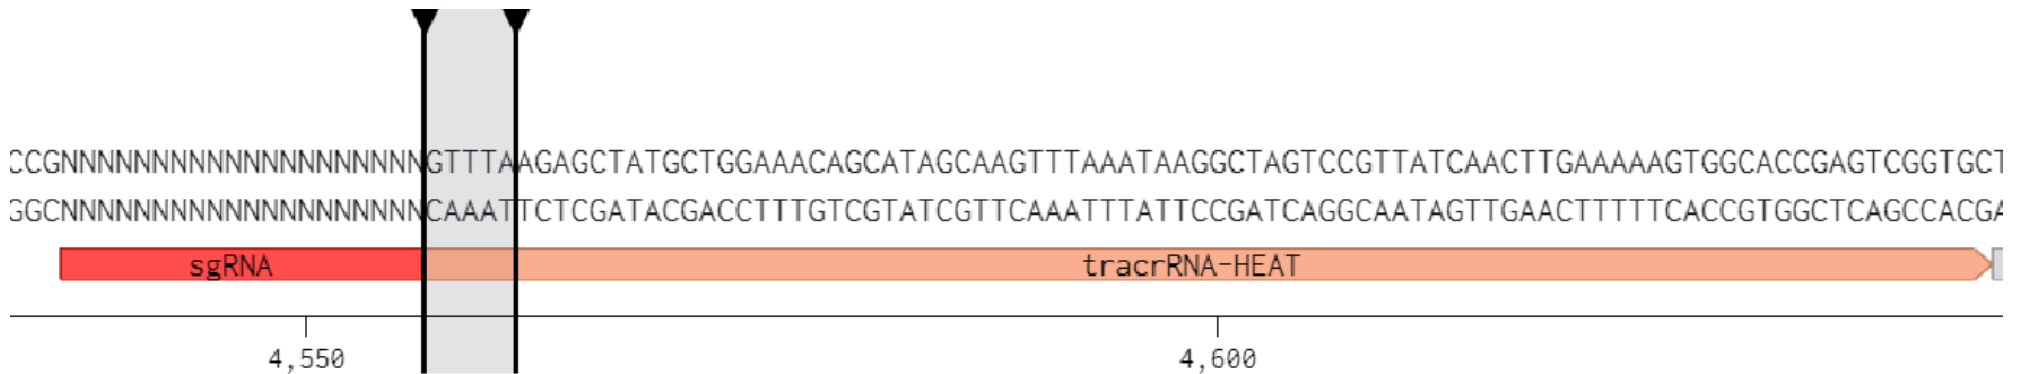 CCGNNNNNNNNNNNNNNNNNNNNGTTTAAGAGCTATGCTGGAAACAGCATAGCAAGTTTAAATAAGGCTAGTCCGTTATCAACTTGAAAAAGTGGCACCGAGTCGGTGCT
GGCNNNNNNNNNNNNNNNNNNNNCAAATTCTCGATACGACCTTTGTCGTATCGTTCAAATTTATTCCGATCAGGCAATAGTTGAACTTTTTCACCGTGGCTCAGCCACGA
sgRNA tracrRNA-HEAT
4,550 4,600